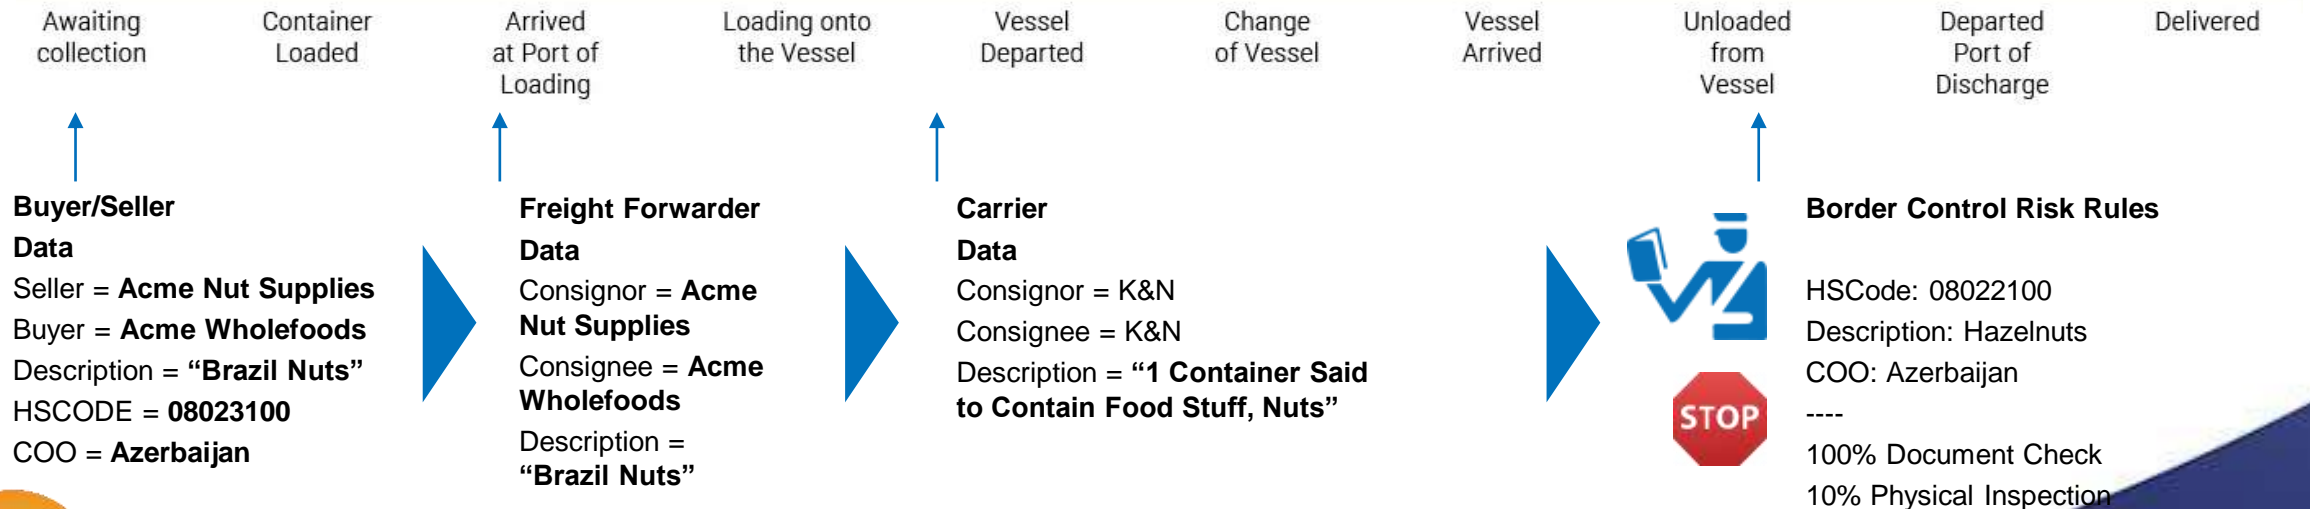 Awaiting
collection
Container
Loaded
Arrived
at Port of
Loading
Loading onto
the Vessel
Vessel
Departed
Change
of Vessel
Vessel
Arrived
Unloaded
from
Vessel
Departed
Port of
Discharge
Delivered
Buyer/Seller
Data
Seller = Acme Nut Supplies
Buyer = Acme Wholefoods
Description = “Brazil Nuts”
HSCODE = 08023100
COO = Azerbaijan
Freight Forwarder
Data
Consignor = Acme
Nut Supplies
Consignee = Acme
Wholefoods
Description =
“Brazil Nuts”
Carrier
Data
Consignor = K&N
Consignee = K&N
Description = “1 Container Said
to Contain Food Stuff, Nuts”
STOP
Border Control Risk Rules
HSCode: 08022100
Description: Hazelnuts
COO: Azerbaijan
----
100% Document Check
10% Physical Inspection